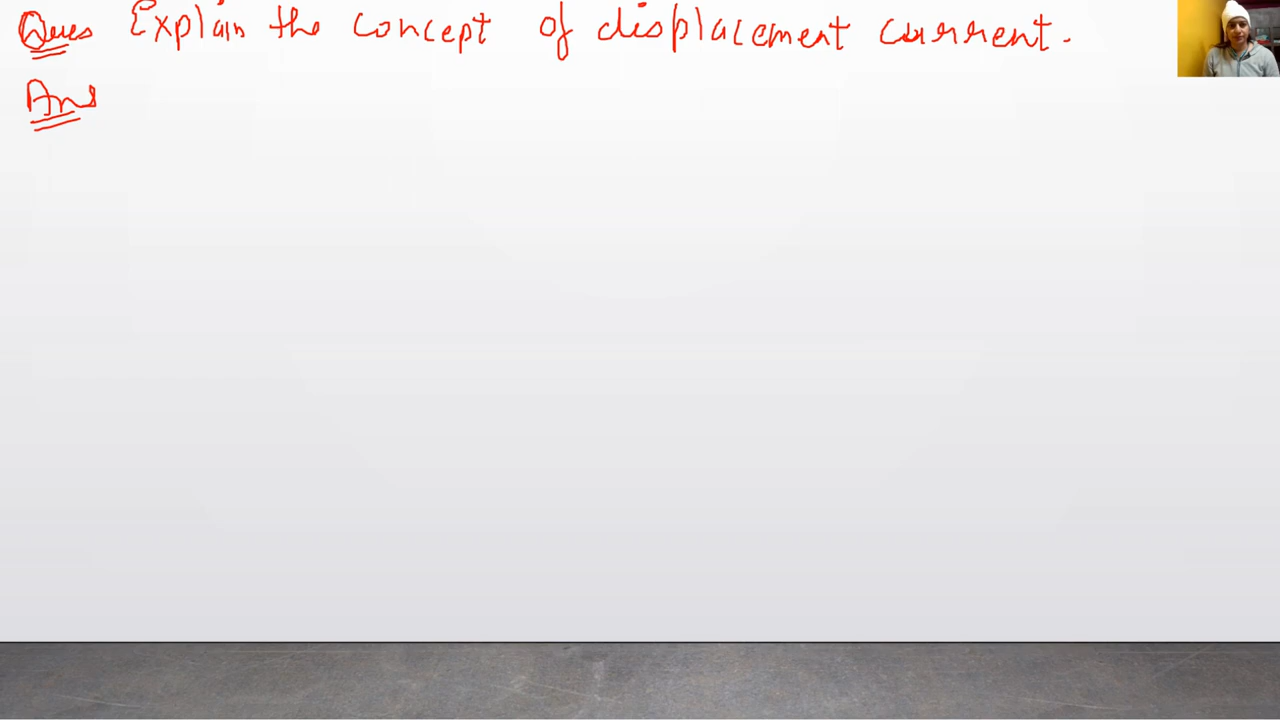 Ques Explain the concept of displacement current.
Ans